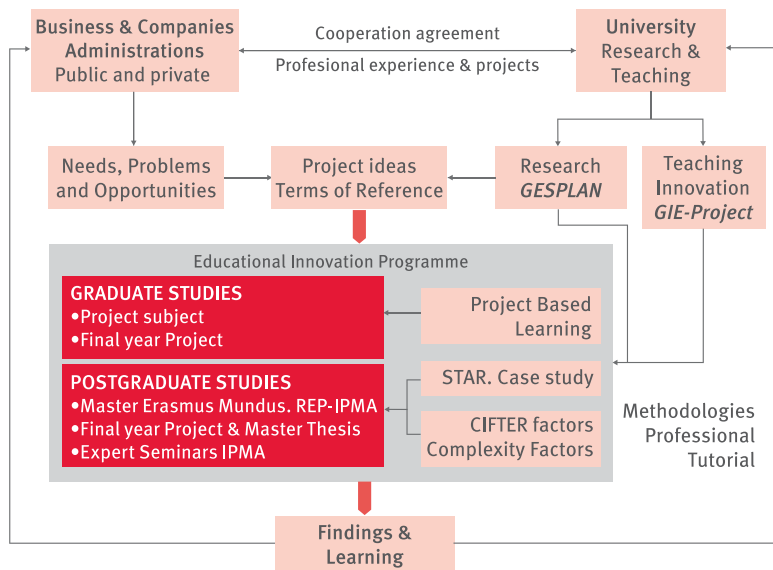 Business & Companies
Administrations
Public and private
Cooperation agreement
Profesional experience & projects
University
Research &
Teaching
Needs, Problems
and Opportunities
Project ideas
Terms of Reference
Research
GESPLAN
Teaching
Innovation
GIE-Project
Educational Innovation Programme
GRADUATE STUDIES
•Project subject
•Final year Project
Project Based
Learning
POSTGRADUATE STUDIES
•Master Erasmus Mundus. REP-IPMA
•Final year Project & Master Thesis
•Expert Seminars IPMA
STAR. Case study
CIFTER factors
Complexity Factors
Methodologies
Professional
Tutorial
Findings &
Learning